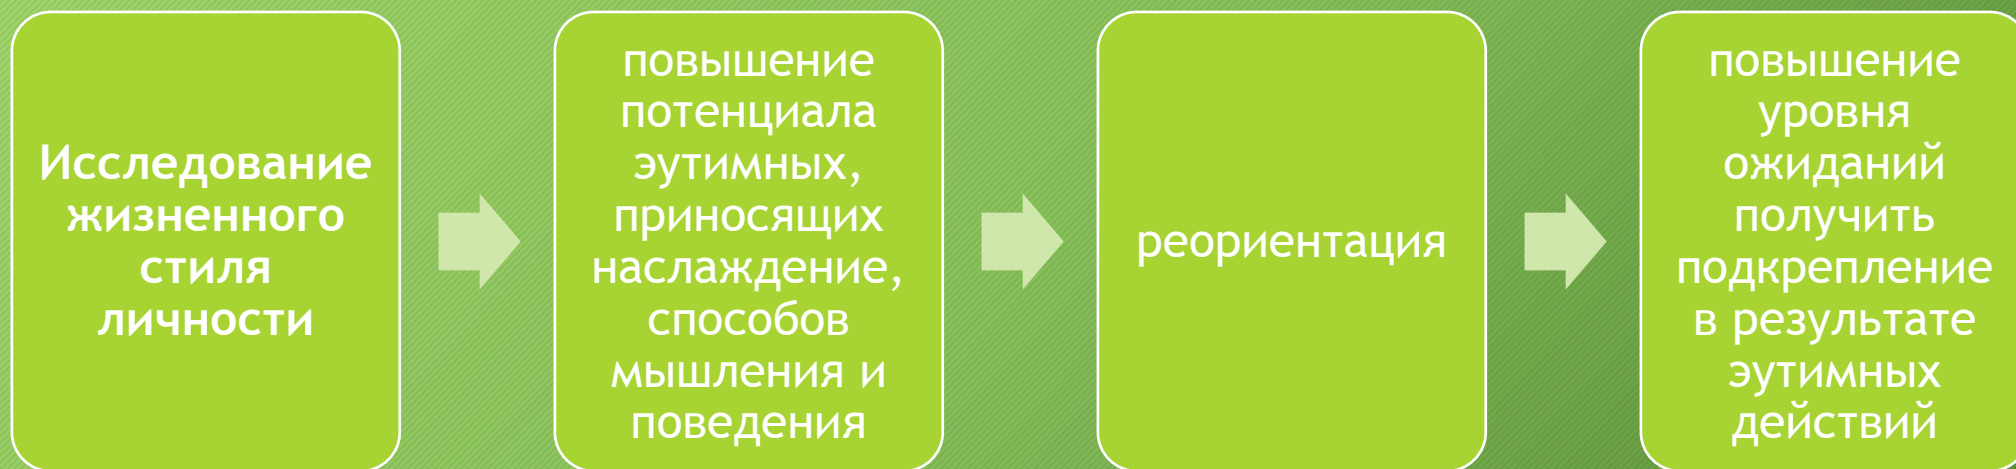 Исследование
жизненного
стиля
личности
повышение
потенциала
эутимных,
приносящих
наслаждение,
способов
мышления и
поведения
реориентация
повышение
уровня
ожиданий
получить
подкрепление
в результате
эутимных
действий